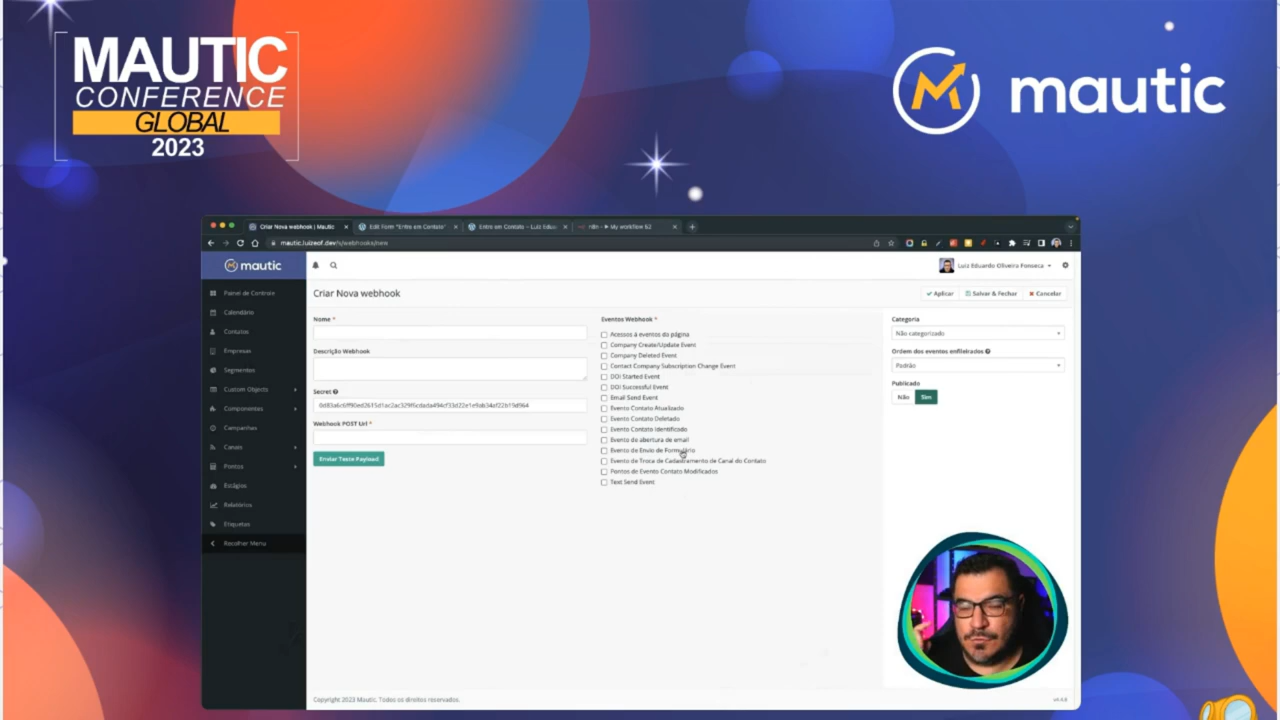 MAUTIC
CONFERENCE
GLOBAL
2023
mautic
Criar Nova webhook | Mautic
Edit Form "Entre em Contato"
Entre em Contato - Luiz Edua
n8n - ▶ My workflow 52
mautic.luizeof.dev/s/webhooks/new
mautic
Luiz Eduardo Oliveira Fonseca
Painel de Controle
Calendário
Contatos
Empresas
Segmentos
Custom Objects
Componentes
Campanhas
Canais
Pontos
Estágios
Relatórios
Etiquetas
Recolher Menu
Criar Nova webhook
Aplicar
Salvar & Fechar
Cancelar
Nome *
Descrição Webhook
Secret
Webhook POST Url *
Enviar Teste Payload
Eventos Webhook *
Acessos à eventos da página
Company Create/Update Event
Company Deleted Event
Contact Company Subscription Change Event
DOI Started Event
DOI Successful Event
Email Send Event
Evento Contato Atualizado
Evento Contato Deletado
Evento Contato Identificado
Evento de abertura de email
Evento de Envio de Formulário
Evento de Troca de Cadastramento de Canal do Contato
Pontos de Evento Contato Modificados
Text Send Event
Categoria
Não categorizado
Ordem dos eventos enfileirados
Padrão
Publicado
Não
Sim
Copyright 2023 Mautic. Todos os direitos reservados.